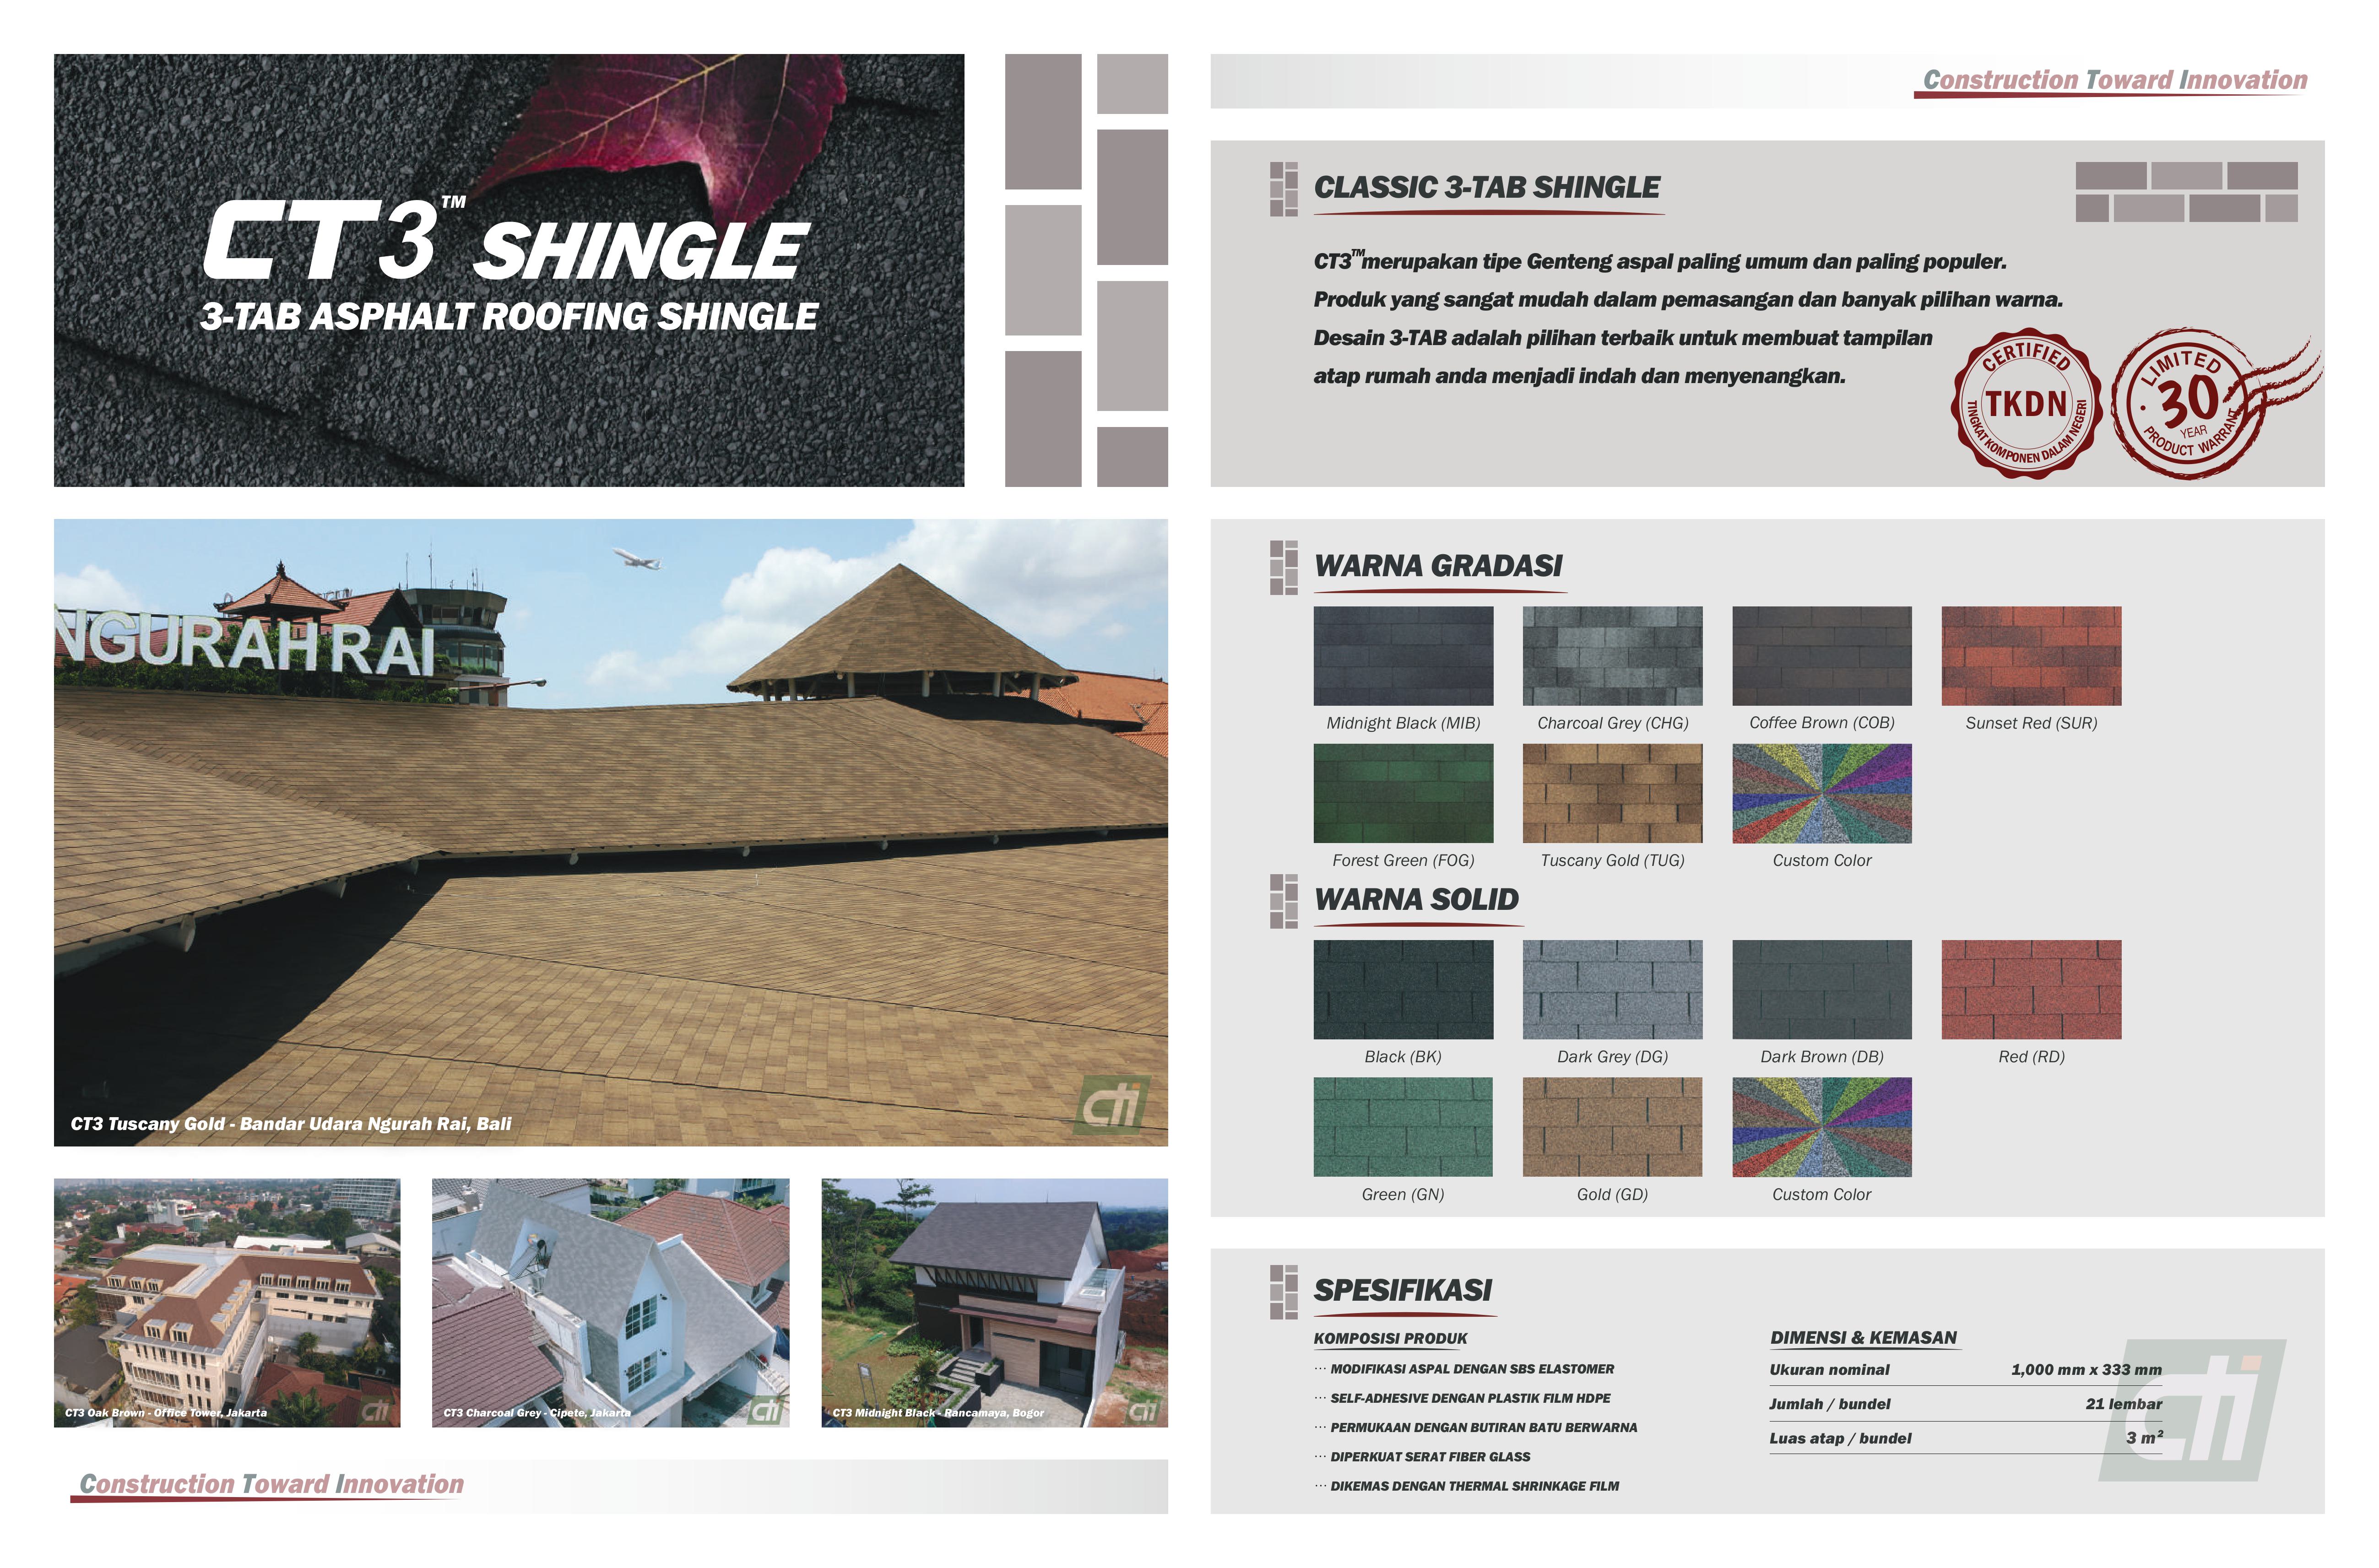 CT3™ SHINGLE
3-TAB ASPHALT ROOFING SHINGLE
NGURAH RAI
CT3 Tuscany Gold - Bandar Udara Ngurah Rai, Bali
cti
CT3 Oak Brown - Office Tower, Jakarta
cti
CT3 Charcoal Grey - Cipete, Jakarta
cti
CT3 Midnight Black - Rancamaya, Bogor
cti
Construction Toward Innovation
Construction Toward Innovation
CLASSIC 3-TAB SHINGLE
CT3™merupakan tipe Genteng aspal paling umum dan paling populer.
Produk yang sangat mudah dalam pemasangan dan banyak pilihan warna.
Desain 3-TAB adalah pilihan terbaik untuk membuat tampilan
atap rumah anda menjadi indah dan menyenangkan.
CERTIFIED
TKDN
TINGKAT KOMPONEN DALAM NEGERI
LIMITED
30
YEAR
PRODUCT WARRANT
WARNA GRADASI
Midnight Black (MIB)
Charcoal Grey (CHG)
Coffee Brown (COB)
Sunset Red (SUR)
Forest Green (FOG)
Tuscany Gold (TUG)
Custom Color
WARNA SOLID
Black (BK)
Dark Grey (DG)
Dark Brown (DB)
Red (RD)
Green (GN)
Gold (GD)
Custom Color
SPESIFIKASI
KOMPOSISI PRODUK
··· MODIFIKASI ASPAL DENGAN SBS ELASTOMER
··· SELF-ADHESIVE DENGAN PLASTIK FILM HDPE
··· PERMUKAAN DENGAN BUTIRAN BATU BERWARNA
··· DIPERKUAT SERAT FIBER GLASS
··· DIKEMAS DENGAN THERMAL SHRINKAGE FILM
DIMENSI & KEMASAN
Ukuran nominal 1,000 mm x 333 mm
Jumlah / bundel 21 lembar
Luas atap / bundel 3 m²
cti